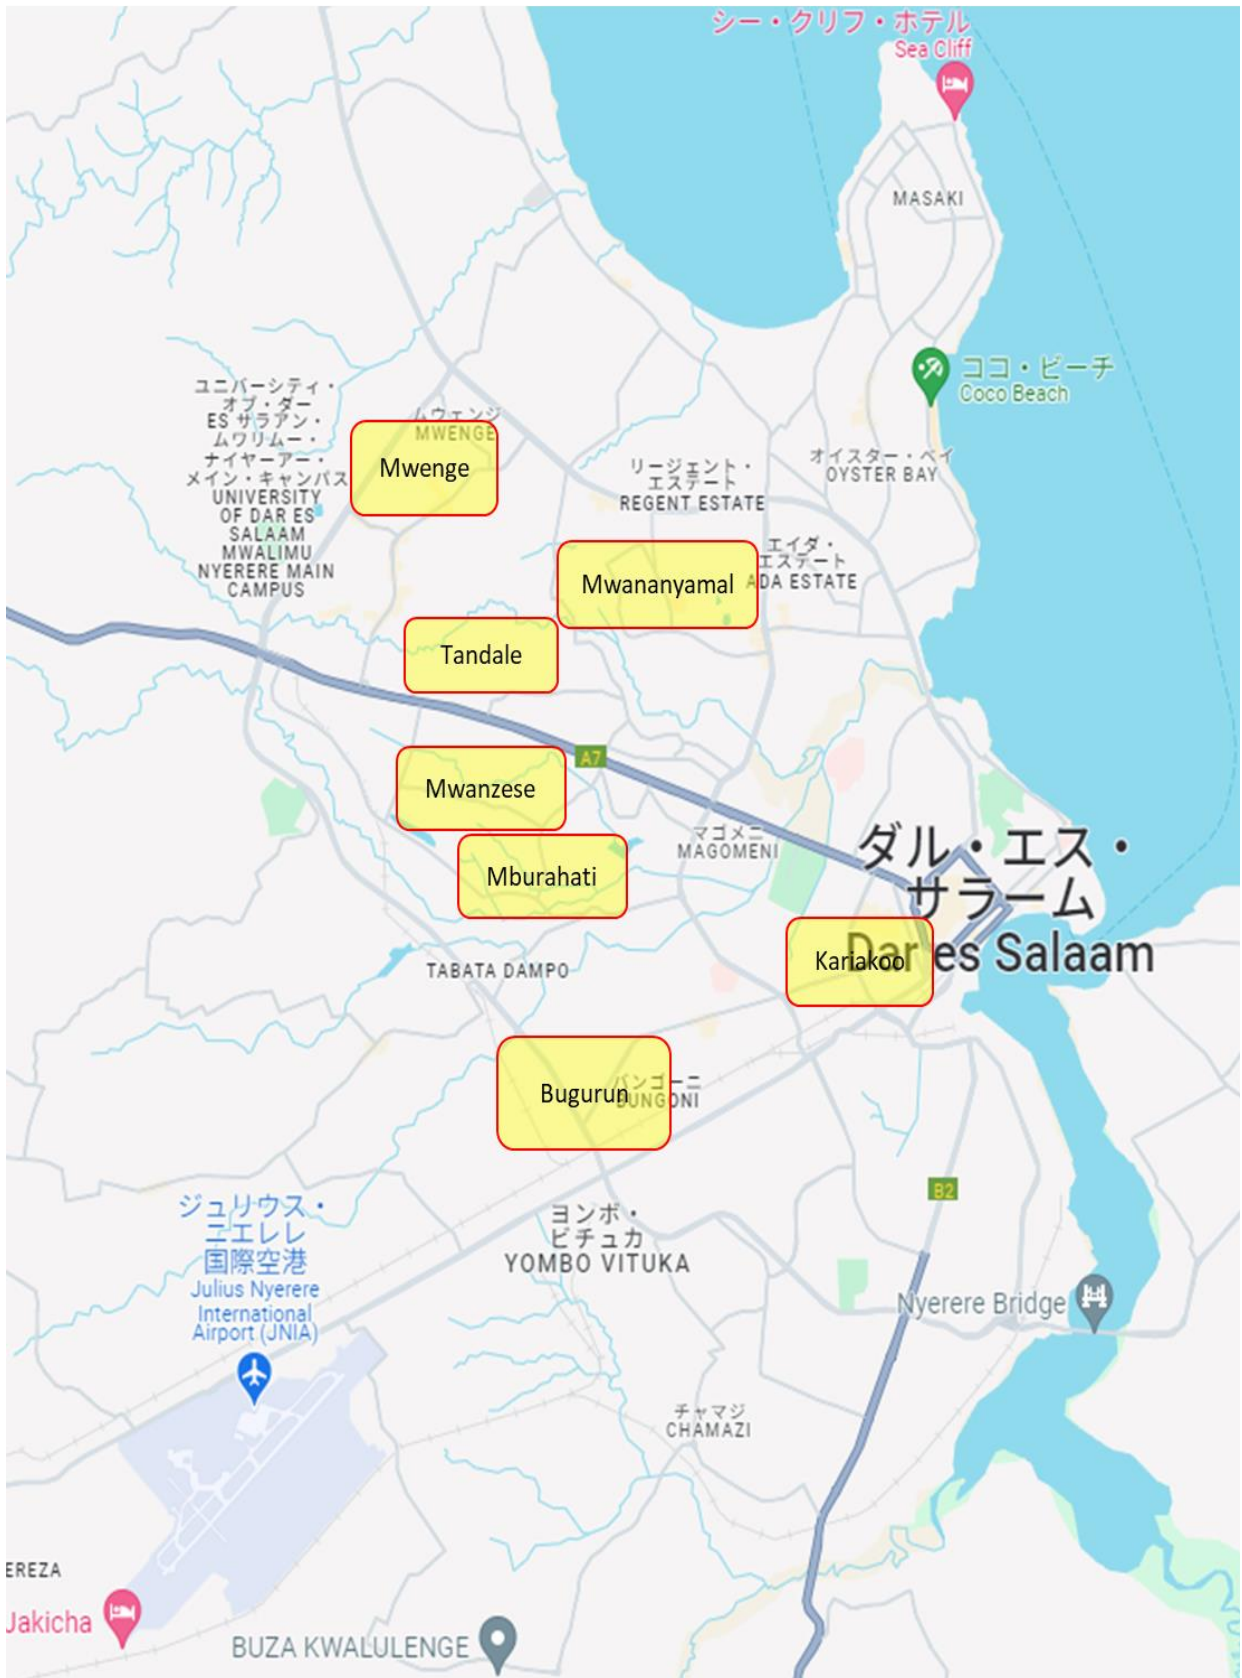 シー・クリフ・ホテル
Sea Cliff
MASAKI
ココ・ビーチ
Coco Beach
ユニバーシティ・
オブ・ダー
ES サラアン・
ムワリムー・
ナイヤーアー・
メイン・キャンパス
UNIVERSITY
OF DAR ES
SALAAM
MWALIMU
NYERERE MAIN
CAMPUS
ムウェンジ
MWENGE
Mwenge
リージェント・
エステート
REGENT ESTATE
オイスター・ベイ
OYSTER BAY
エイダ・
エステート
ADA ESTATE
Mwananyamal
Tandale
A7
Mwanzese
マゴメニ
MAGOMENI
Mburahati
ダル・エス・
サラーム
Dar es Salaam
Kariakoo
TABATA DAMPO
バンゴーニ
BUNGONI
Bugurun
B2
ジュリウス・
ニエレレ
国際空港
Julius Nyerere
International
Airport (JNIA)
ヨンボ・
ビチュカ
YOMBO VITUKA
Nyerere Bridge
チャマジ
CHAMAZI
EREZA
Jakicha
BUZA KWALULENGE